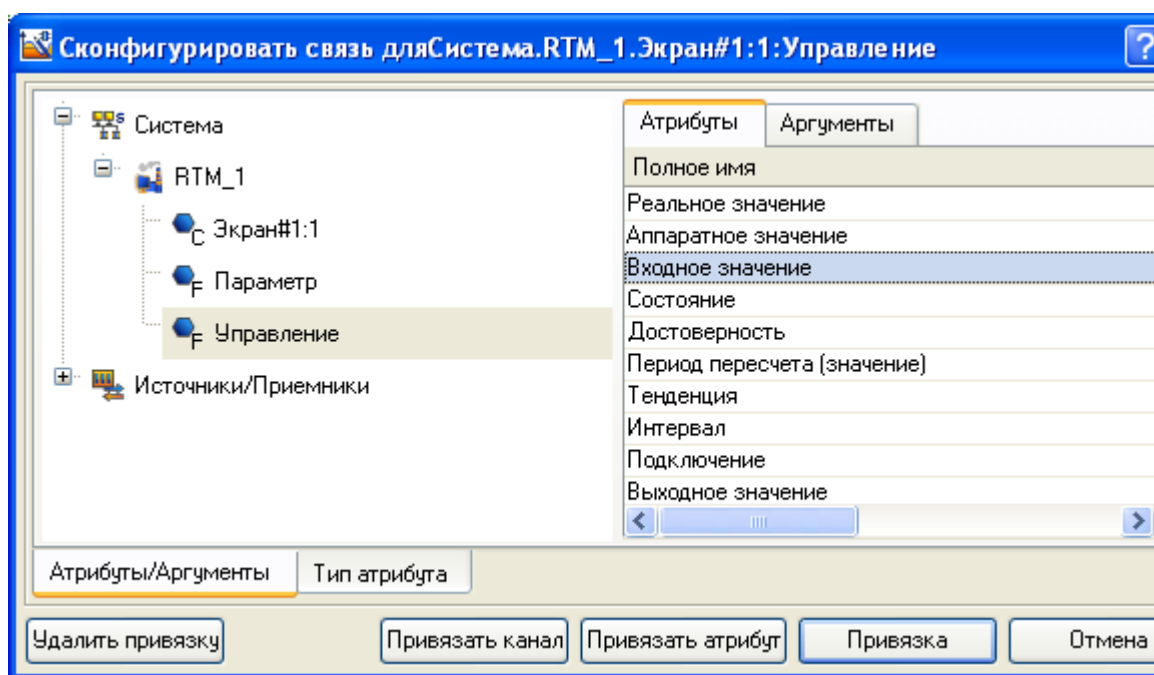 Сконфигурировать связь дляСистема.RTM_1.Экран#1:1:Управление
?
Система
RTM_1
Экран#1:1
Параметр
Управление
Источники/Приемники
Атрибуты
Аргументы
Полное имя
Реальное значение
Аппаратное значение
Входное значение
Состояние
Достоверность
Период пересчета (значение)
Тенденция
Интервал
Подключение
Выходное значение
Атрибуты/Аргументы
Тип атрибута
Удалить привязку
Привязать канал
Привязать атрибут
Привязка
Отмена